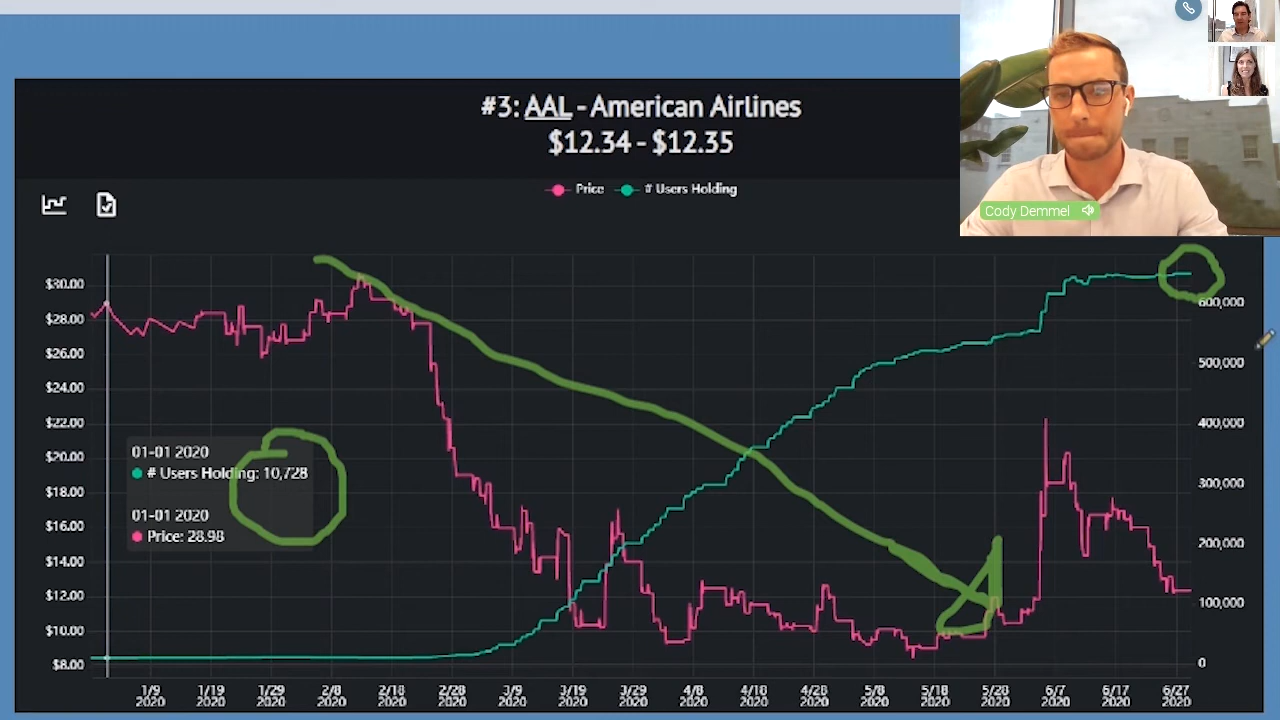 #3: AAL - American Airlines
$12.34 - $12.35
Price # Users Holding
Cody Demmel
$30.00
$28.00
$26.00
$24.00
$22.00
$20.00
$18.00
$16.00
$14.00
$12.00
$10.00
$8.00
01-01 2020
# Users Holding: 10,728
01-01 2020
Price: 28.98
600,000
500,000
400,000
300,000
200,000
100,000
0
1/9 1/19 1/29 2/8 2/18 2/28 3/9 3/19 3/29 4/8 4/18 4/28 5/8 5/18 5/28 6/7 6/17 6/27
2020 2020 2020 2020 2020 2020 2020 2020 2020 2020 2020 2020 2020 2020 2020 2020 2020 2020